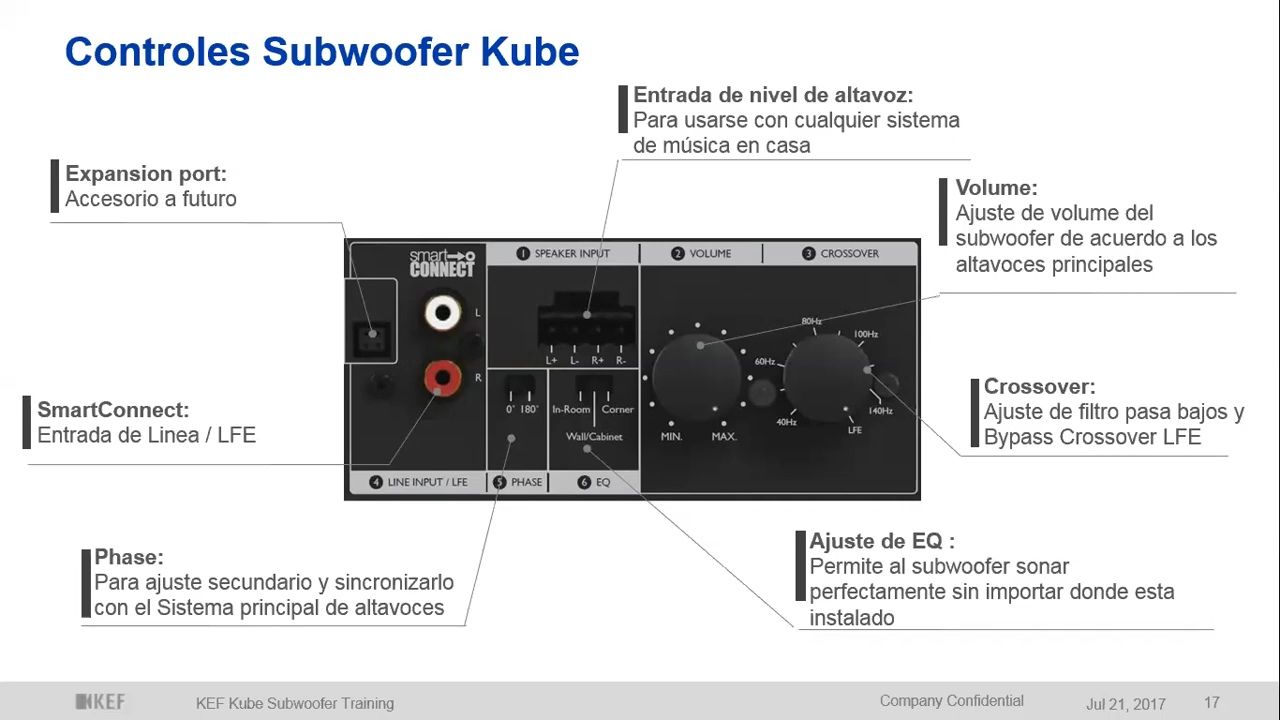 Controles Subwoofer Kube
Entrada de nivel de altavoz:
Para usarse con cualquier sistema
de música en casa
Expansion port:
Accesorio a futuro
Volume:
Ajuste de volume del
subwoofer de acuerdo a los
altavoces principales
smart
CONNECT
1 SPEAKER INPUT
2 VOLUME
3 CROSSOVER
L
R
L+ L- R+ R-
0° 180°
In-Room Corner
Wall/Cabinet
MIN. MAX.
40Hz
60Hz
80Hz
100Hz
140Hz
LFE
4 LINE INPUT / LFE
5 PHASE
6 EQ
SmartConnect:
Entrada de Linea / LFE
Crossover:
Ajuste de filtro pasa bajos y
Bypass Crossover LFE
Phase:
Para ajuste secundario y sincronizarlo
con el Sistema principal de altavoces
Ajuste de EQ :
Permite al subwoofer sonar
perfectamente sin importar donde esta
instalado
KEF
KEF Kube Subwoofer Training
Company Confidential
Jul 21, 2017
17